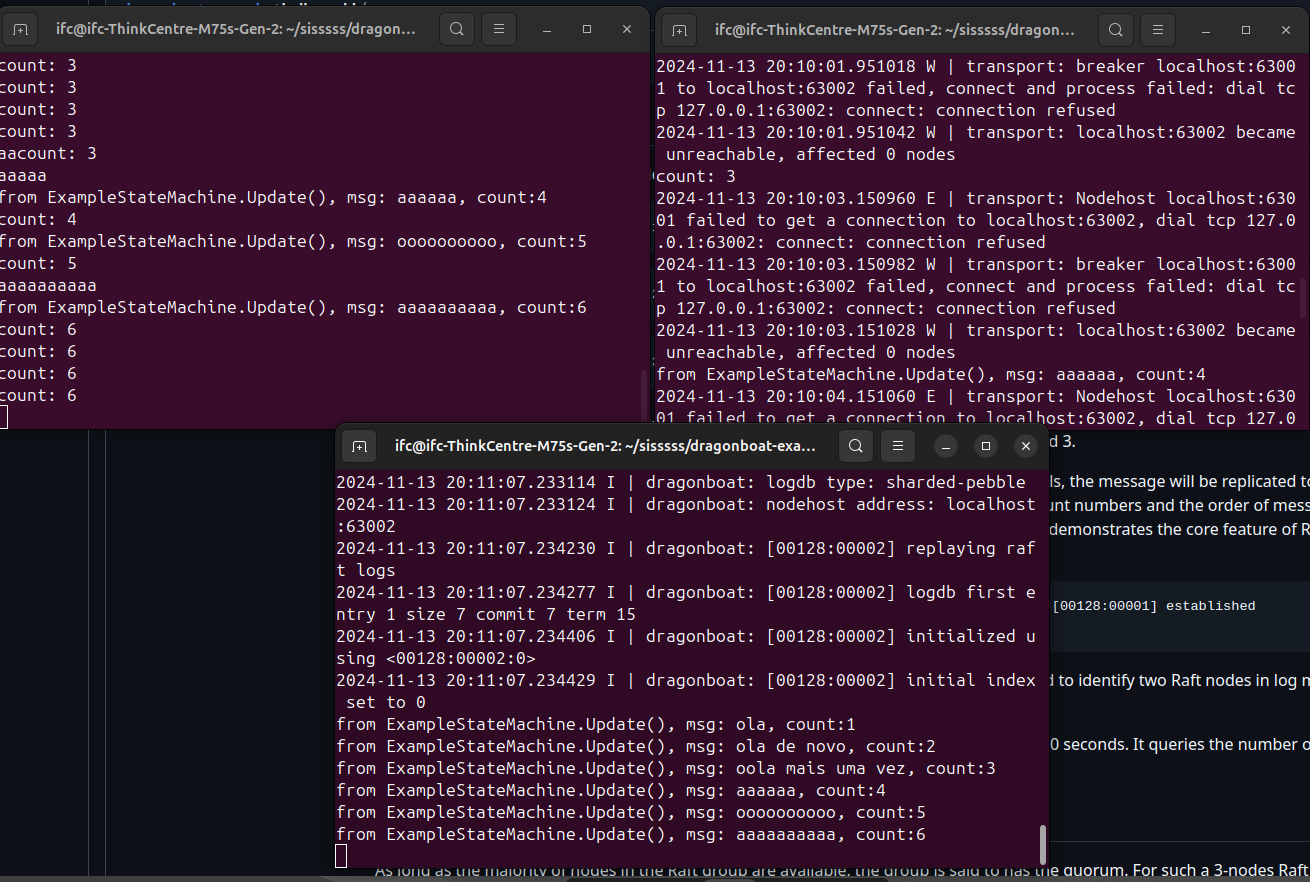 ifc@ifc-ThinkCentre-M75s-Gen-2: ~/sisssss/dragon...
count: 3
count: 3
count: 3
count: 3
aacount: 3
aaaaa
from ExampleStateMachine.Update(), msg: aaaaaa, count:4
count: 4
from ExampleStateMachine.Update(), msg: oooooooooo, count:5
count: 5
aaaaaaaaaa
from ExampleStateMachine.Update(), msg: aaaaaaaaaa, count:6
count: 6
count: 6
count: 6
count: 6
ifc@ifc-ThinkCentre-M75s-Gen-2: ~/sisssss/dragon...
2024-11-13 20:10:01.951018 W | transport: breaker localhost:6300
1 to localhost:63002 failed, connect and process failed: dial tc
p 127.0.0.1:63002: connect: connection refused
2024-11-13 20:10:01.951042 W | transport: localhost:63002 became
 unreachable, affected 0 nodes
count: 3
2024-11-13 20:10:03.150960 E | transport: Nodehost localhost:630
01 failed to get a connection to localhost:63002, dial tcp 127.0
.0.1:63002: connect: connection refused
2024-11-13 20:10:03.150982 W | transport: breaker localhost:6300
1 to localhost:63002 failed, connect and process failed: dial tc
p 127.0.0.1:63002: connect: connection refused
2024-11-13 20:10:03.151028 W | transport: localhost:63002 became
 unreachable, affected 0 nodes
from ExampleStateMachine.Update(), msg: aaaaaa, count:4
2024-11-13 20:10:04.151060 E | transport: Nodehost localhost:630
01 failed to get a connection to localhost:63002, dial tcp 127.0
ifc@ifc-ThinkCentre-M75s-Gen-2: ~/sisssss/dragonboat-exa...
2024-11-13 20:11:07.233114 I | dragonboat: logdb type: sharded-pebble
2024-11-13 20:11:07.233124 I | dragonboat: nodehost address: localhost
:63002
2024-11-13 20:11:07.234230 I | dragonboat: [00128:00002] replaying raf
t logs
2024-11-13 20:11:07.234277 I | dragonboat: [00128:00002] logdb first e
ntry 1 size 7 commit 7 term 15
2024-11-13 20:11:07.234406 I | dragonboat: [00128:00002] initialized u
sing <00128:00002:0>
2024-11-13 20:11:07.234429 I | dragonboat: [00128:00002] initial index
 set to 0
from ExampleStateMachine.Update(), msg: ola, count:1
from ExampleStateMachine.Update(), msg: ola de novo, count:2
from ExampleStateMachine.Update(), msg: oola mais uma vez, count:3
from ExampleStateMachine.Update(), msg: aaaaaa, count:4
from ExampleStateMachine.Update(), msg: oooooooooo, count:5
from ExampleStateMachine.Update(), msg: aaaaaaaaaa, count:6
d 3.
ls, the message will be replicated to
unt numbers and the order of mess
demonstrates the core feature of R
[00128:00001] established
d to identify two Raft nodes in log m
0 seconds. It queries the number o
As long as the majority of nodes in the Raft group are available, the group is said to has the quorum. For such a 3-nodes Raft